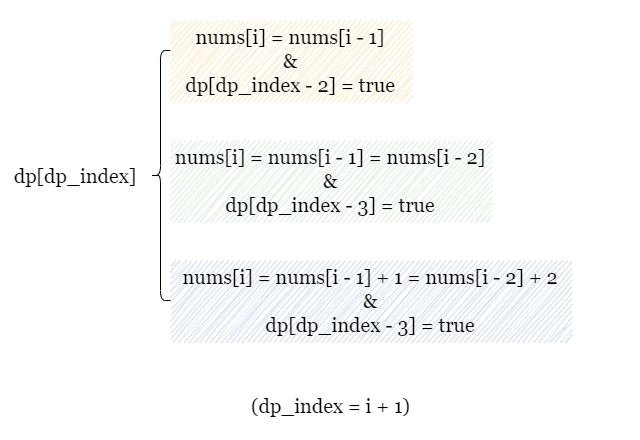 nums[i] = nums[i - 1]
&
dp[dp_index - 2] = true
dp[dp_index]
nums[i] = nums[i - 1] = nums[i - 2]
&
dp[dp_index - 3] = true
nums[i] = nums[i - 1] + 1 = nums[i - 2] + 2
&
dp[dp_index - 3] = true
(dp_index = i + 1)